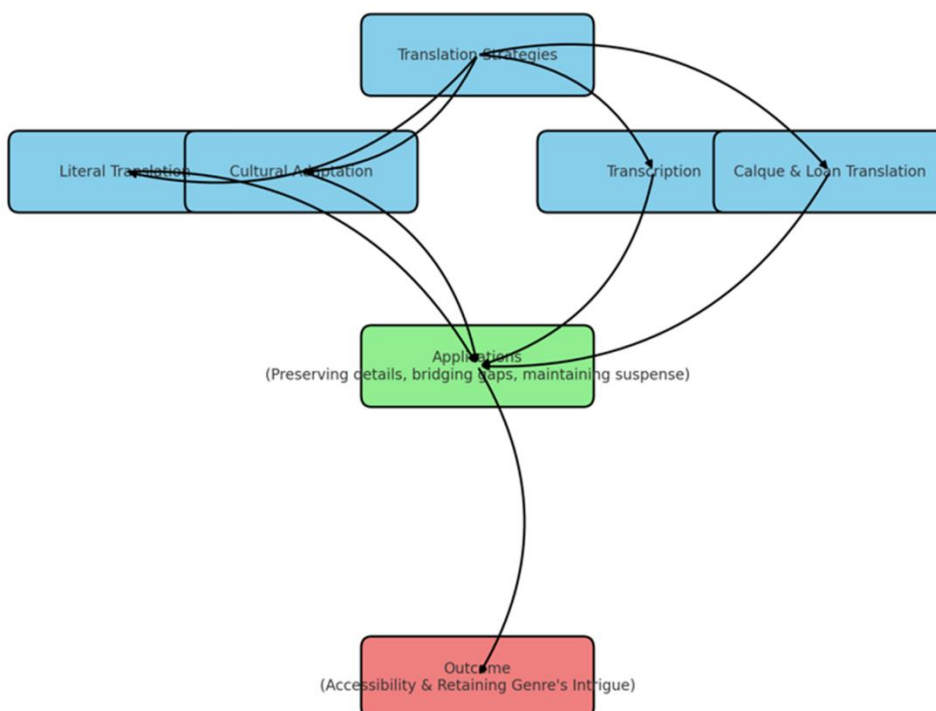 Translation Strategies
Literal Translation
Cultural Adaptation
Transcription
Calque & Loan Translation
Applications
(Preserving details, bridging gaps, maintaining suspense)
Outcome
(Accessibility & Retaining Genre's Intrigue)